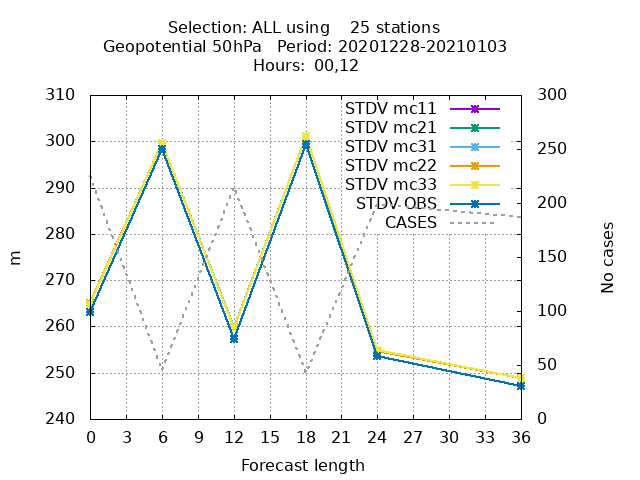 Selection: ALL using    25 stations
Geopotential 50hPa   Period: 20201228-20210103
Hours:  00,12
310
300
290
280
270
260
250
240
300
250
200
150
100
50
0
STDV mc11
STDV mc21
STDV mc31
STDV mc22
STDV mc33
STDV OBS
CASES
m
No cases
0 3 6 9 12 15 18 21 24 27 30 33 36
Forecast length